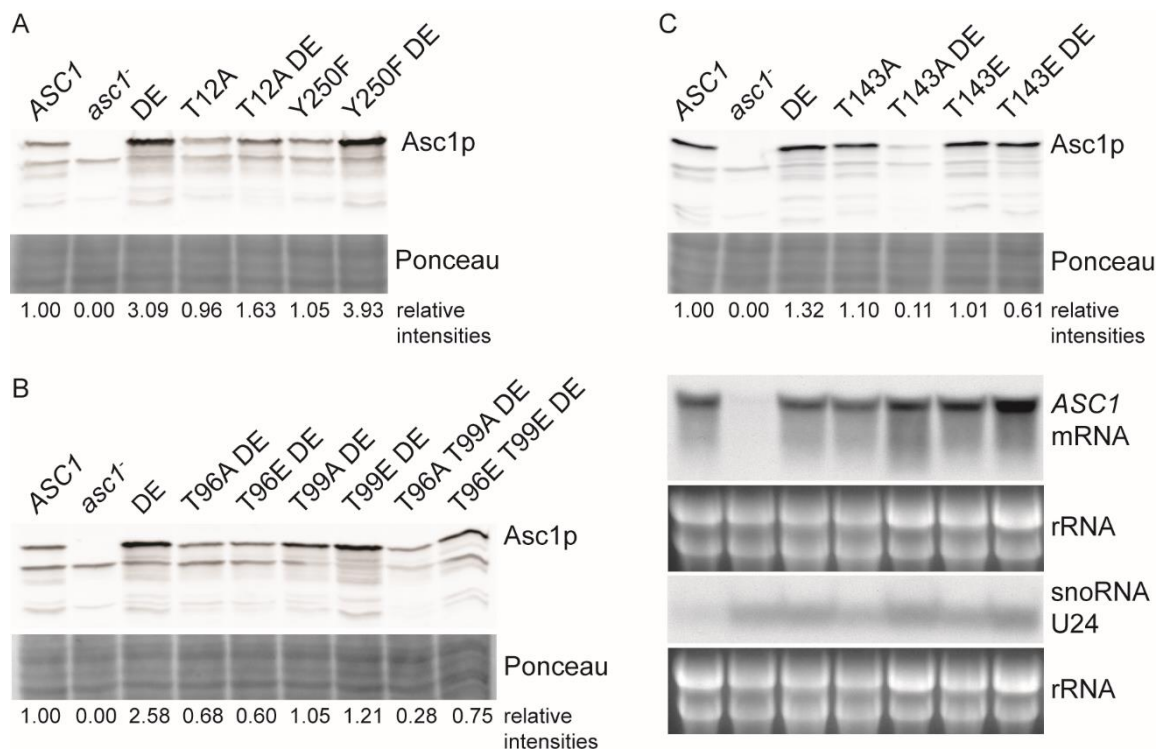 A
ASC1 asc1- DE T12A T12A DE Y250F Y250F DE
Asc1p
Ponceau
1.00 0.00 3.09 0.96 1.63 1.05 3.93 relative
intensities
B
ASC1 asc1- DE T96A DE T96E DE T99A DE T99E DE T96A T99A DE T96E T99E DE
Asc1p
Ponceau
1.00 0.00 2.58 0.68 0.60 1.05 1.21 0.28 0.75 relative
intensities
C
ASC1 asc1- DE T143A T143A DE T143E T143E DE
Asc1p
Ponceau
1.00 0.00 1.32 1.10 0.11 1.01 0.61 relative
intensities
ASC1
mRNA
rRNA
snoRNA
U24
rRNA